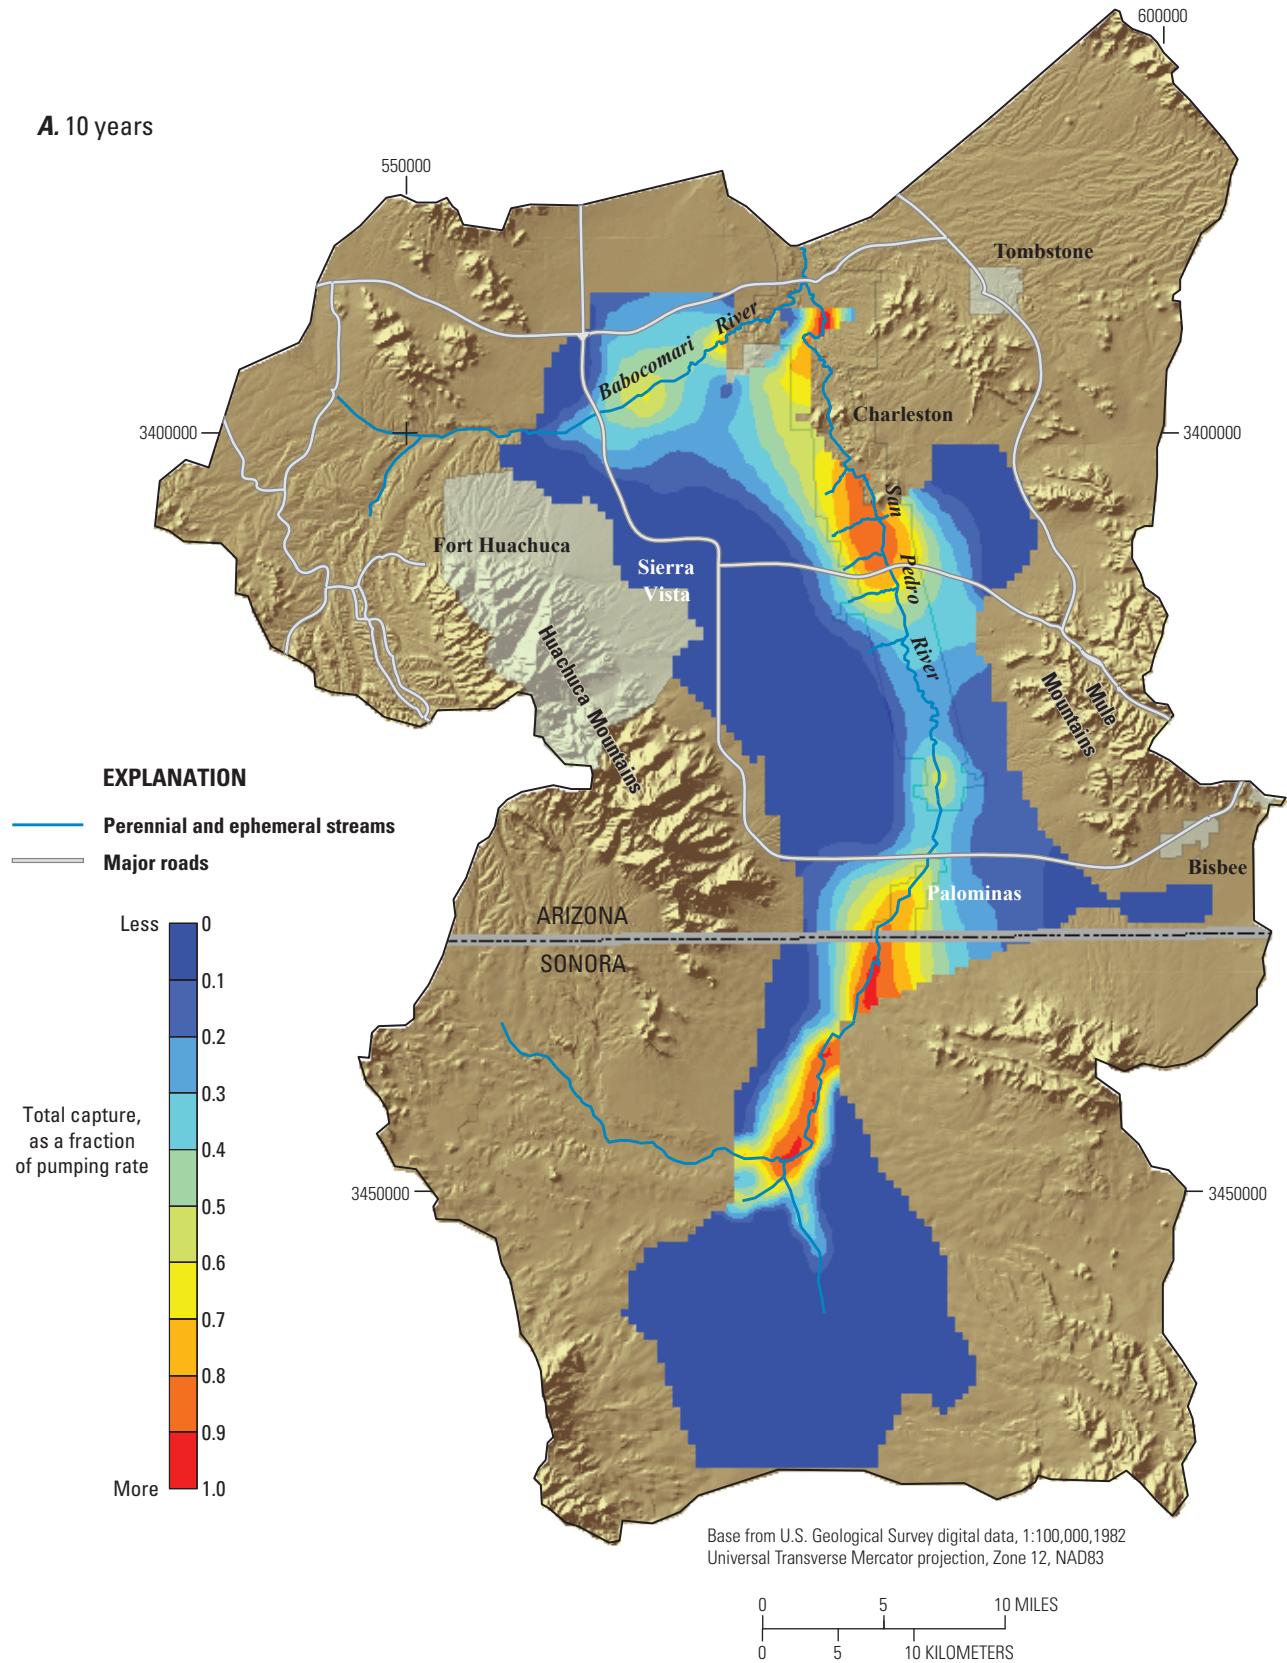 600000
A. 10 years
550000
Tombstone
Babocomari River
Charleston
3400000
3400000
San Pedro River
Fort Huachuca
Sierra
Vista
Huachuca Mountains
Mule
Mountains
EXPLANATION
Perennial and ephemeral streams
Major roads
Bisbee
Palominas
ARIZONA
SONORA
Less
0
0.1
0.2
0.3
Total capture,
as a fraction
of pumping rate
0.4
0.5
0.6
0.7
0.8
0.9
More
1.0
3450000
3450000
Base from U.S. Geological Survey digital data, 1:100,000,1982
Universal Transverse Mercator projection, Zone 12, NAD83
0 5 10 MILES
0 5 10 KILOMETERS